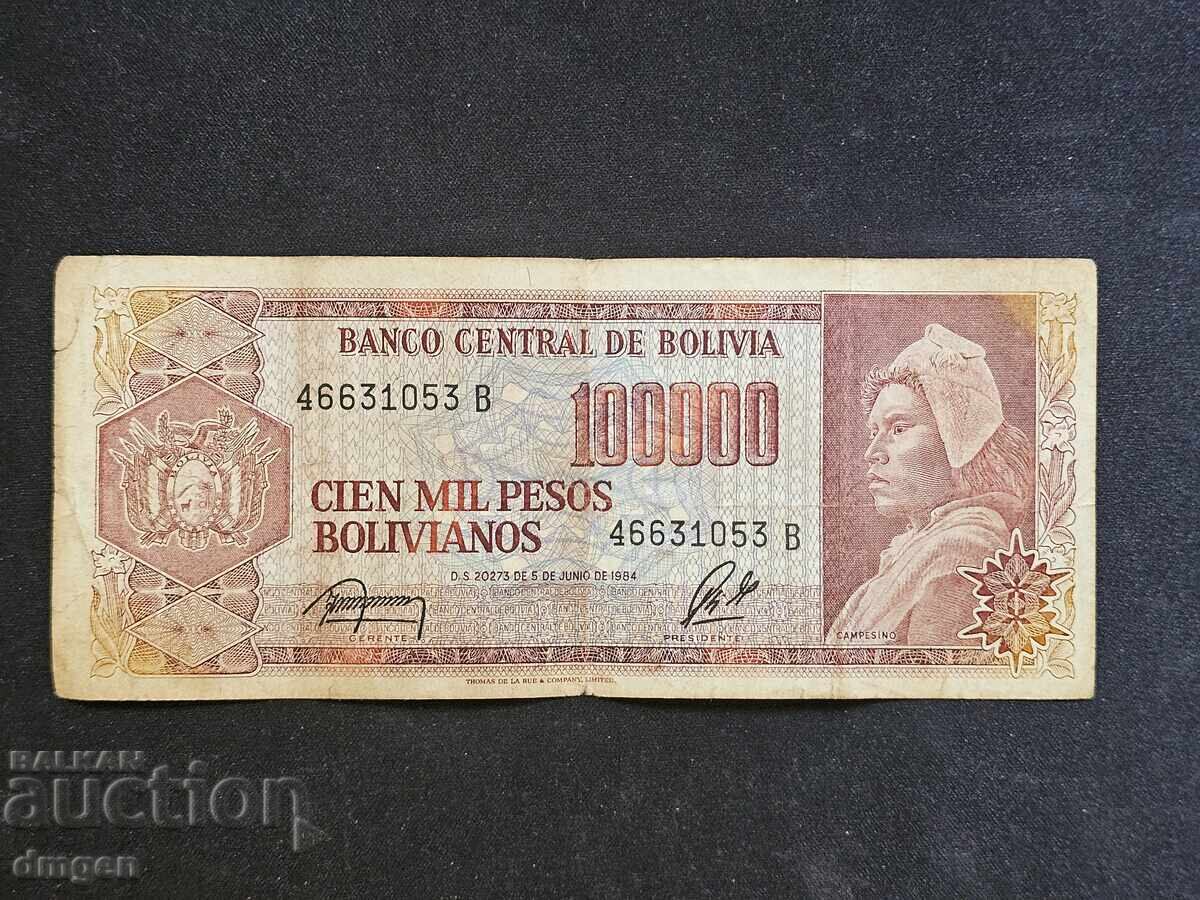 BANCO CENTRAL DE BOLIVIA
46631053 B
100000
CIEN MIL PESOS
BOLIVIANOS
46631053 B
D.S. 20273 DE 5 DE JUNIO DE 1984
GERENTE
PRESIDENTE
CAMPESINO
THOMAS DE LA RUE & COMPANY, LIMITED.
BALKAN
auction
dmgen